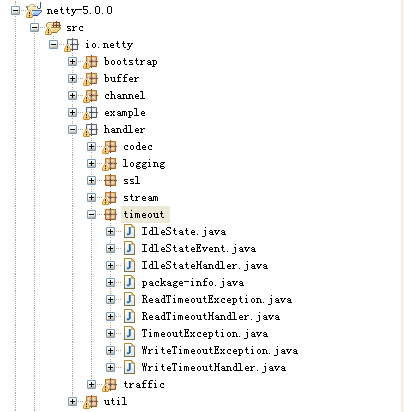 netty-5.0.0
src
io.netty
bootstrap
buffer
channel
example
handler
codec
logging
ssl
stream
timeout
IdleState.java
IdleStateEvent.java
IdleStateHandler.java
package-info.java
ReadTimeoutException.java
ReadTimeoutHandler.java
TimeoutException.java
WriteTimeoutException.java
WriteTimeoutHandler.java
traffic
util